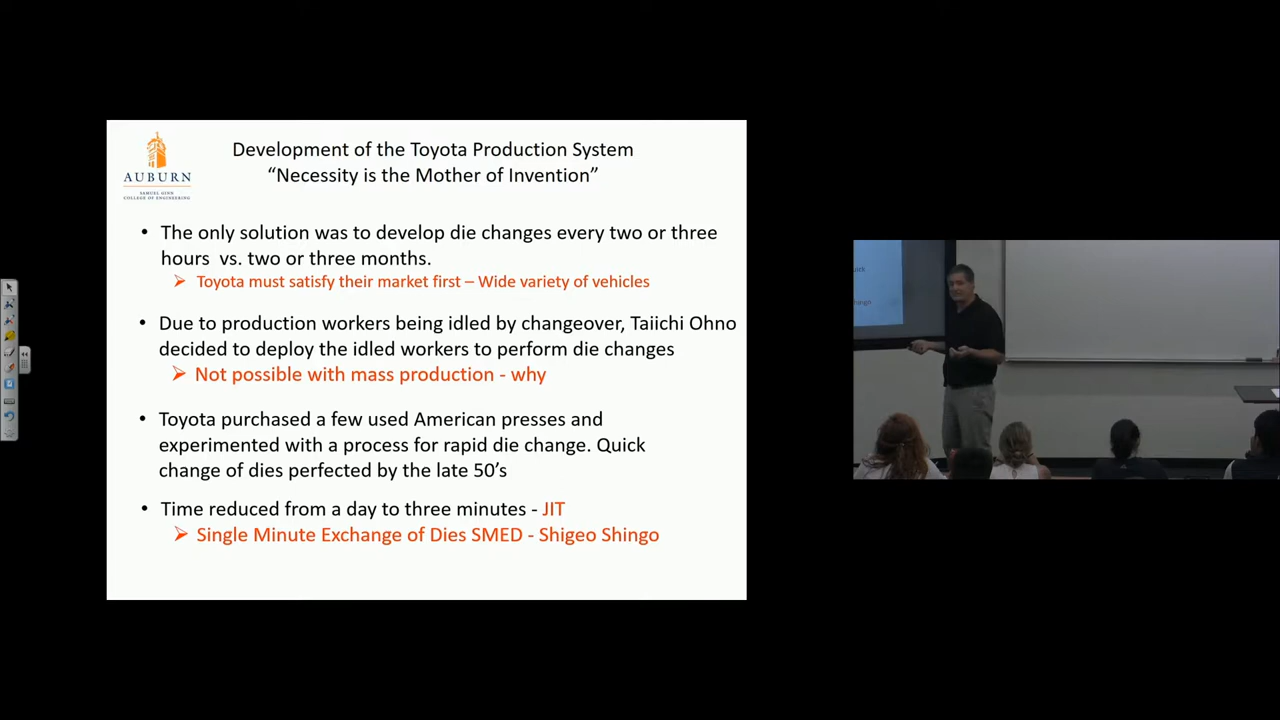 AUBURN
SAMUEL GINN
COLLEGE OF ENGINEERING
Development of the Toyota Production System
“Necessity is the Mother of Invention”
• The only solution was to develop die changes every two or three
hours vs. two or three months.
➢ Toyota must satisfy their market first – Wide variety of vehicles
• Due to production workers being idled by changeover, Taiichi Ohno
decided to deploy the idled workers to perform die changes
➢ Not possible with mass production - why
• Toyota purchased a few used American presses and
experimented with a process for rapid die change. Quick
change of dies perfected by the late 50’s
• Time reduced from a day to three minutes - JIT
➢ Single Minute Exchange of Dies SMED - Shigeo Shingo